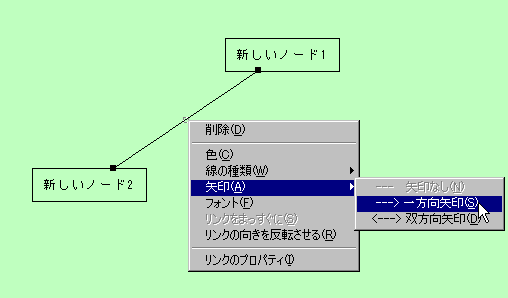 新しいノード1
新しいノード2
削除(D)
色(C)
線の種類(W)
矢印(A)
フォント(F)
リンクをまっすぐに(S)
リンクの向きを反転させる(R)
リンクのプロパティ(I)
--- 矢印なし(N)
---> 一方向矢印(S)
<---> 双方向矢印(D)